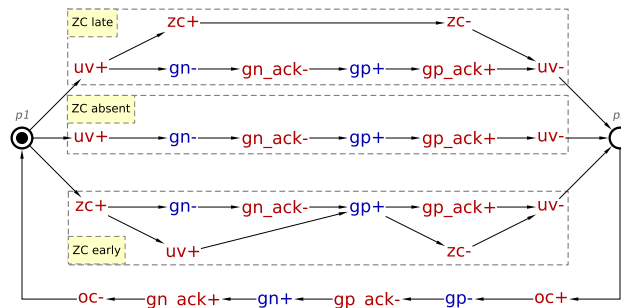 ZC late
zc+ zc-
uv+ gn- gn_ack- gp+ gp_ack+ uv-
p1 p
ZC absent
uv+ gn- gn_ack- gp+ gp_ack+ uv-
zc+ gn- gn_ack- gp+ gp_ack+ uv-
ZC early
uv+ zc-
oc- gn_ack+ gn+ gp_ack- gp- oc+